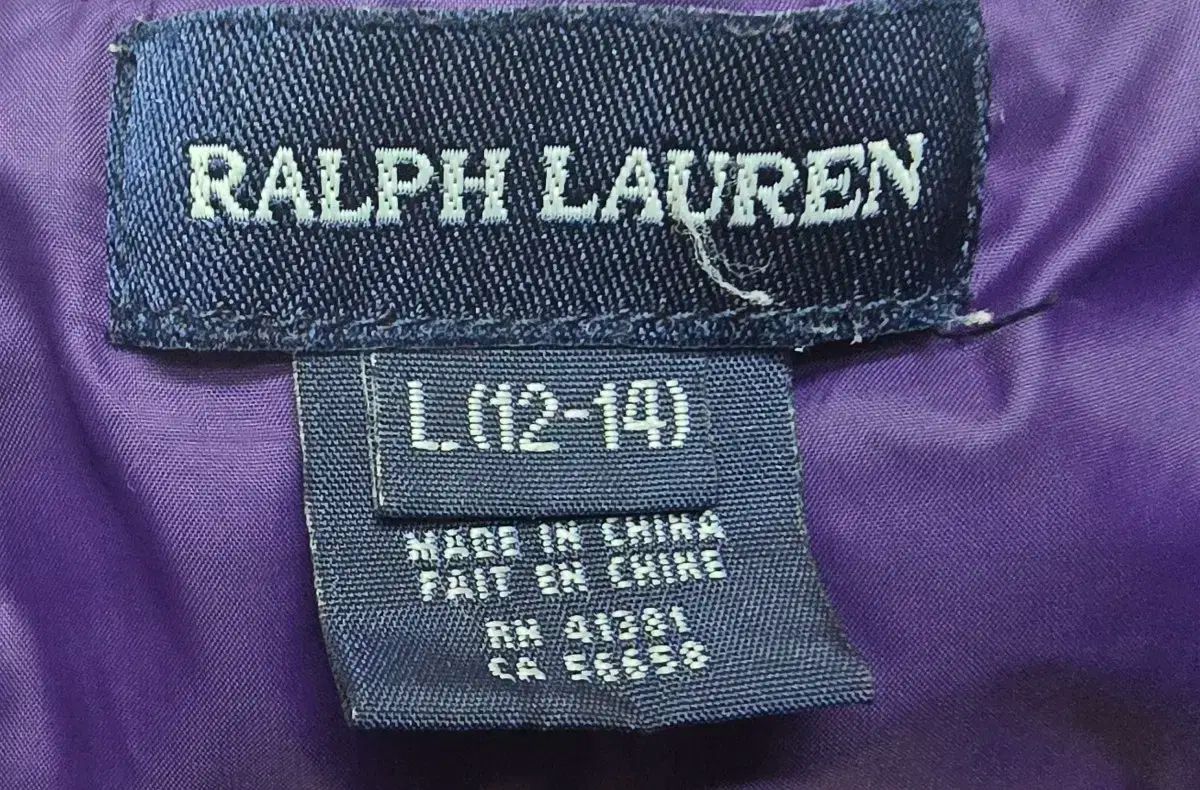 RALPH LAUREN
L (12-14)
MADE IN CHINA
FAIT EN CHINE
RN 41381
CA 56658